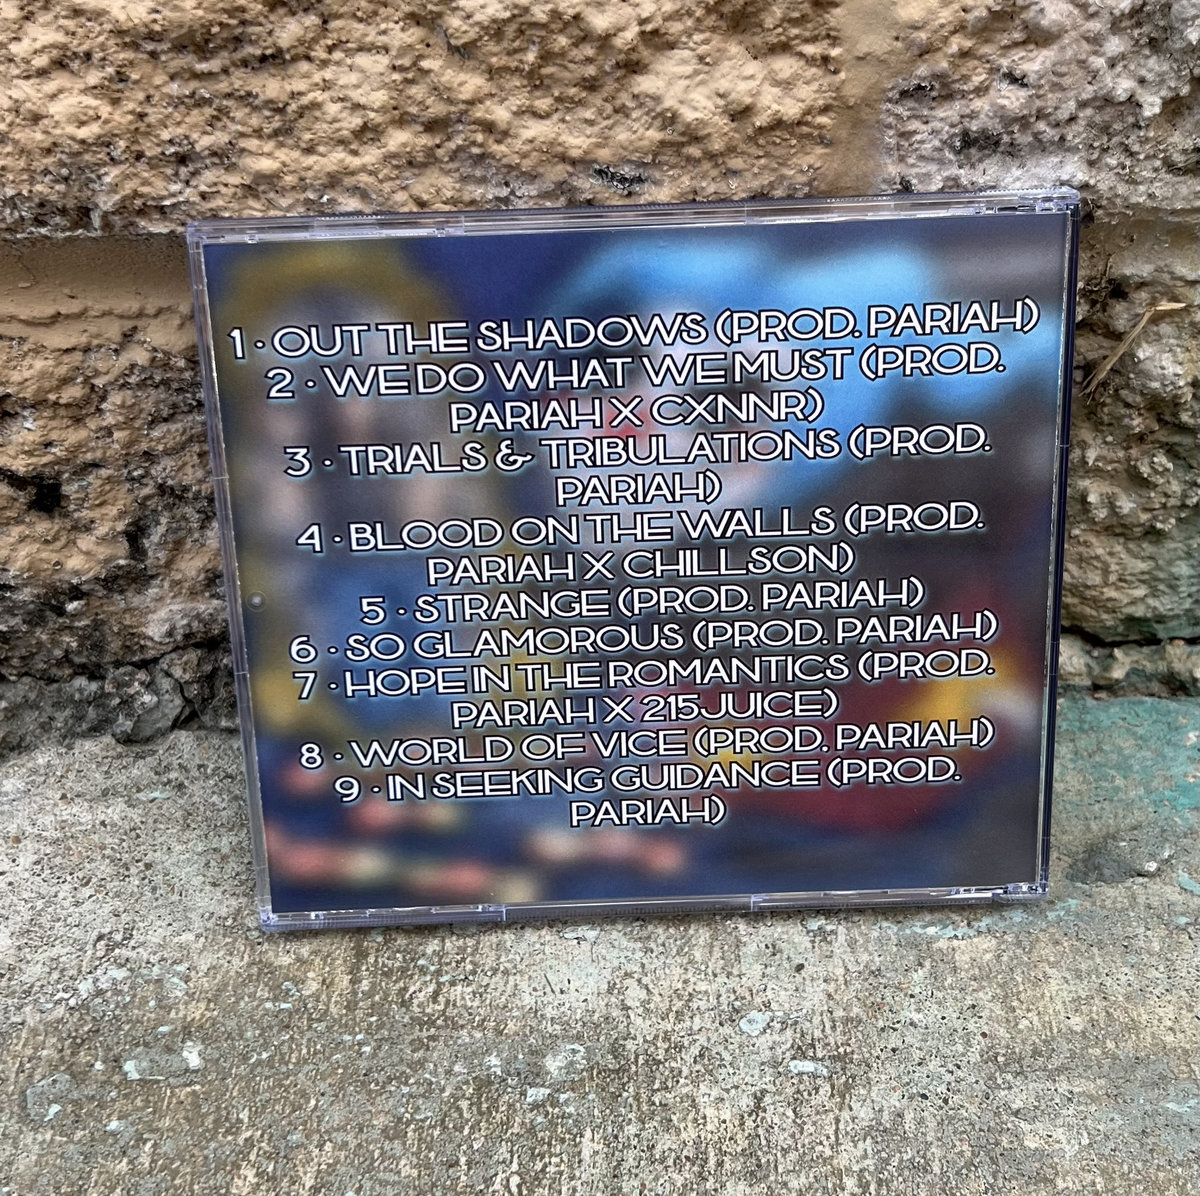 1 · OUT THE SHADOWS (PROD. PARIAH)
2 · WE DO WHAT WE MUST (PROD.
PARIAH X CXNNR)
3 · TRIALS & TRIBULATIONS (PROD.
PARIAH)
4 · BLOOD ON THE WALLS (PROD.
PARIAH X CHILLSON)
5 · STRANGE (PROD. PARIAH)
6 · SO GLAMOROUS (PROD. PARIAH)
7 · HOPE IN THE ROMANTICS (PROD.
PARIAH X 215JUICE)
8 · WORLD OF VICE (PROD. PARIAH)
9 · IN SEEKING GUIDANCE (PROD.
PARIAH)